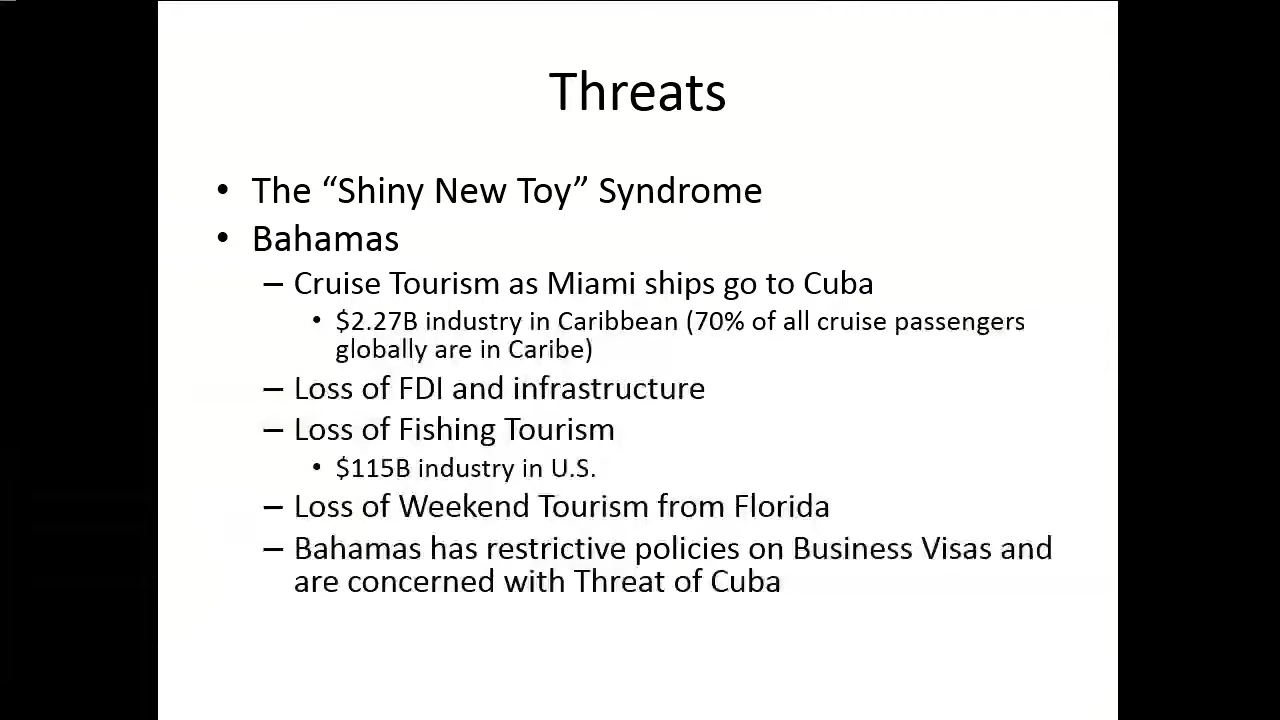 Threats
• The “Shiny New Toy” Syndrome
• Bahamas
– Cruise Tourism as Miami ships go to Cuba
• $2.27B industry in Caribbean (70% of all cruise passengers
globally are in Caribe)
– Loss of FDI and infrastructure
– Loss of Fishing Tourism
• $115B industry in U.S.
– Loss of Weekend Tourism from Florida
– Bahamas has restrictive policies on Business Visas and
are concerned with Threat of Cuba